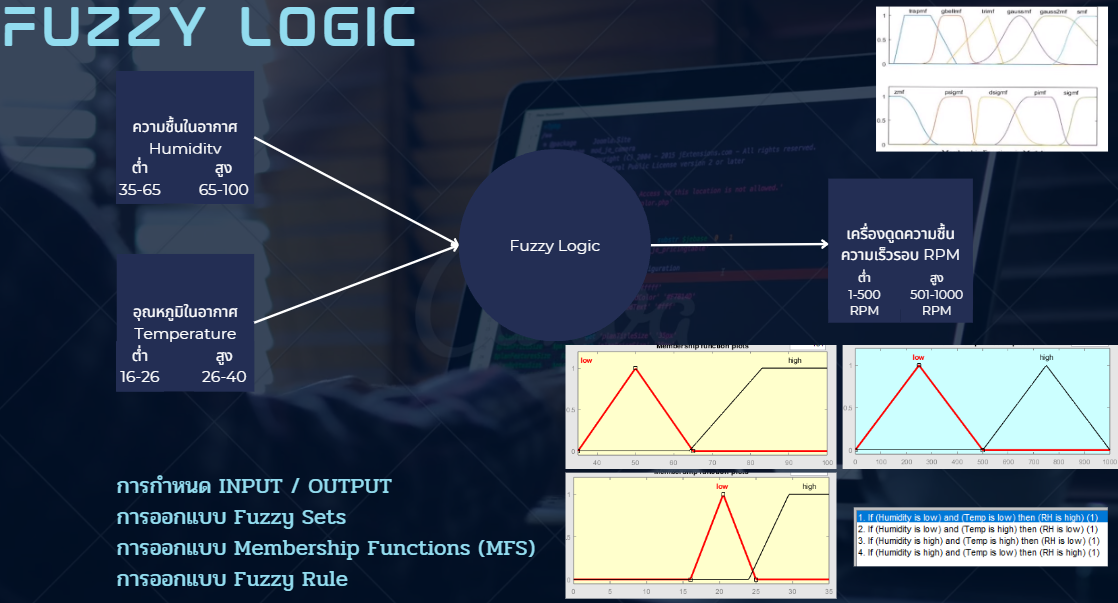 FUZZY LOGIC
ความชื้นในอากาศ
Humidity
ต่ำ สูง
35-65 65-100
อุณหภูมิในอากาศ
Temperature
ต่ำ สูง
16-26 26-40
Fuzzy Logic
trapmf gbellmf trimf gaussmf gauss2mf smf
1
0.5
0
zmf psigmf dsigmf pimf sigmf
1
0.5
0
เครื่องดูดความชื้น
ความเร็วรอบ RPM
ต่ำ สูง
1-500 501-1000
RPM RPM
Membership function plots
low high
1
0.5
0
40 50 60 70 80 90 100
low high
1
0.5
0
0 100 200 300 400 500 600 700 800 900 1000
Membership function plots
low high
1
0.5
0
0 5 10 15 20 25 30 35
1. If (Humidity is low) and (Temp is low) then (RH is high) (1)
2. If (Humidity is low) and (Temp is high) then (RH is low) (1)
3. If (Humidity is high) and (Temp is high) then (RH is low) (1)
4. If (Humidity is high) and (Temp is low) then (RH is high) (1)
การกำหนด INPUT / OUTPUT
การออกแบบ Fuzzy Sets
การออกแบบ Membership Functions (MFS)
การออกแบบ Fuzzy Rule